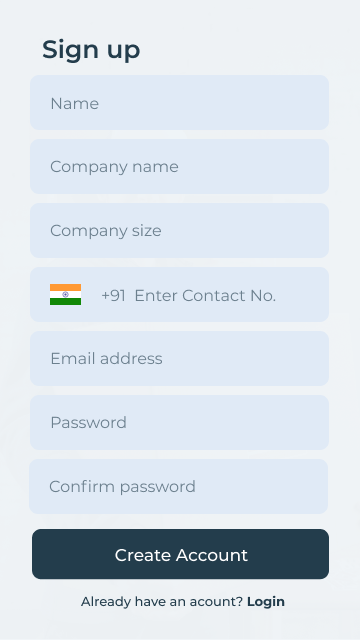 Sign up
Name
Company name
Company size
+91 Enter Contact No.
Email address
Password
Confirm password
Create Account
Already have an acount? Login